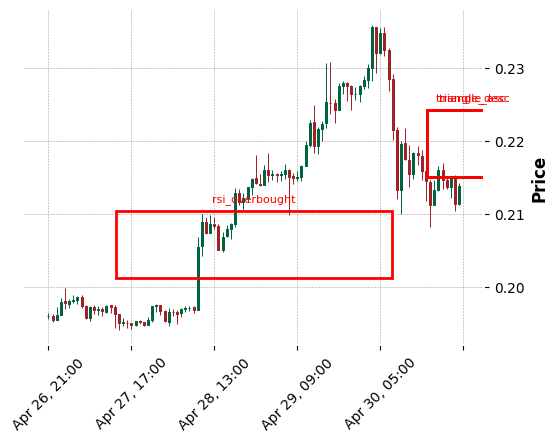 0.23
triangle_desc
0.22
Price
rsi_overbought
0.21
0.20
Apr 26, 21:00
Apr 27, 17:00
Apr 28, 13:00
Apr 29, 09:00
Apr 30, 05:00